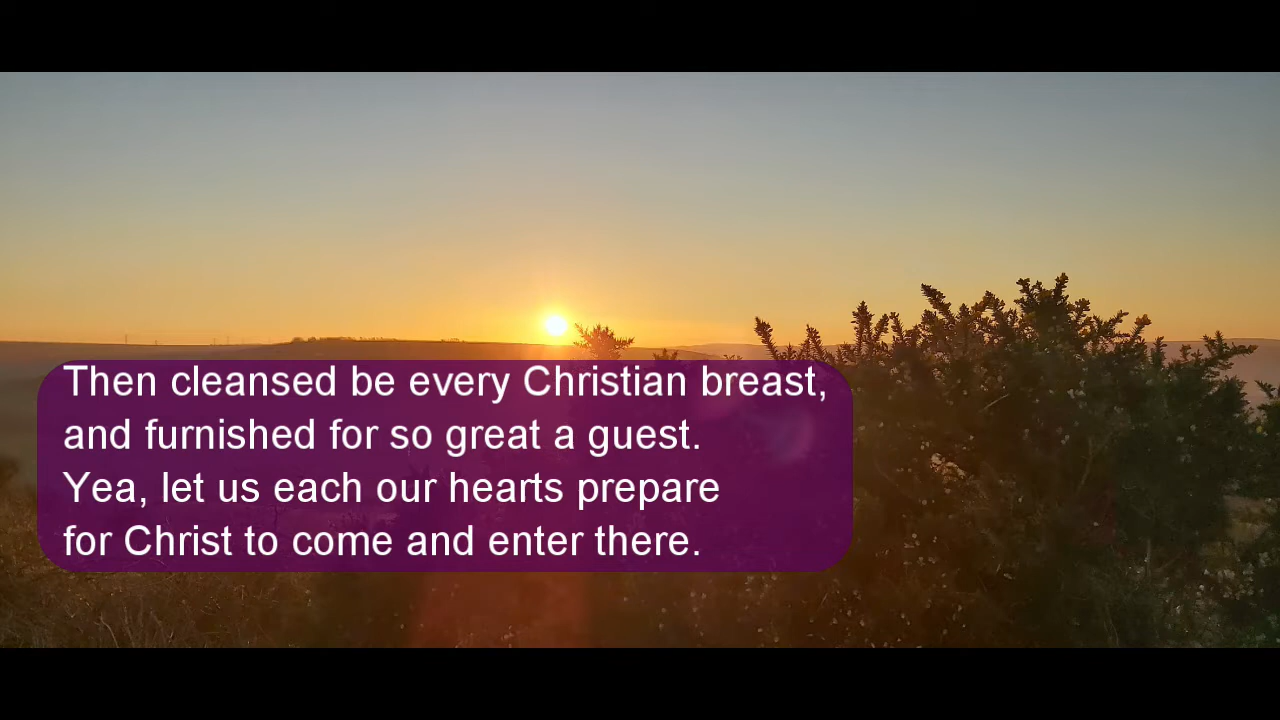 Then cleansed be every Christian breast,
and furnished for so great a guest.
Yea, let us each our hearts prepare
for Christ to come and enter there.